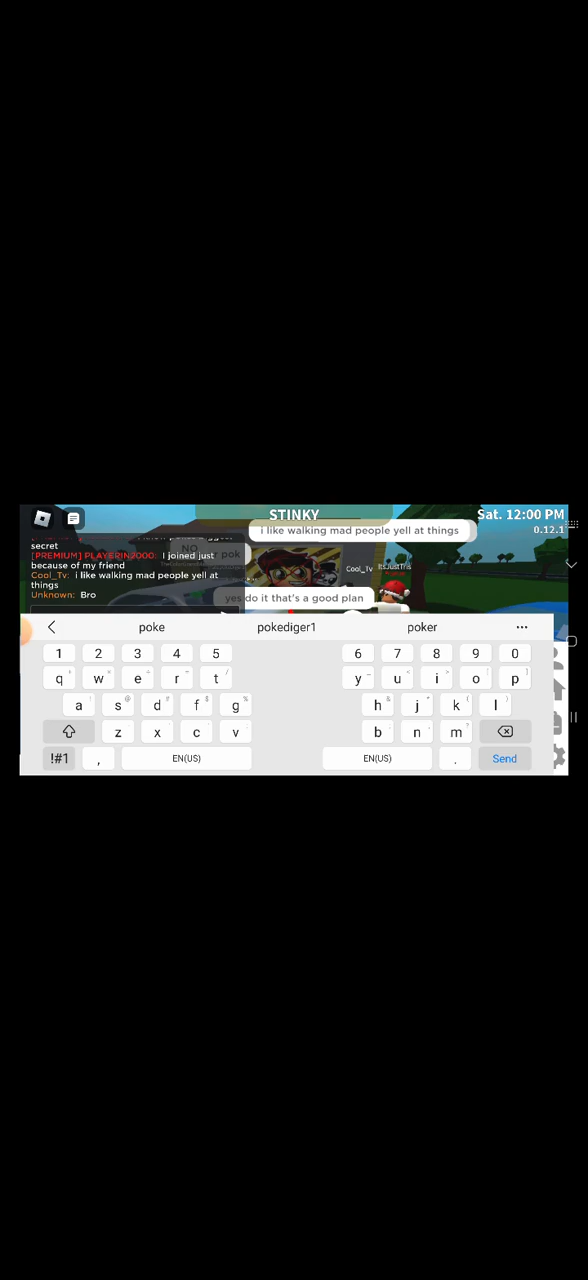 STINKY
Sat. 12:00 PM
0.12.1
i like walking mad people yell at things
secret
[PREMIUM] PLAYERIN2000: I joined just
because of my friend
Cool_Tv: i like walking mad people yell at
things
Unknown: Bro
NO
r pok
Cool_Tv
ItsJustTris
yes do it that's a good plan
poke
pokediger1
poker
1 2 3 4 5 6 7 8 9 0
q w e r t y u i o p
a s d f g h j k l
z x c v b n m
!#1 , EN(US) EN(US) . Send